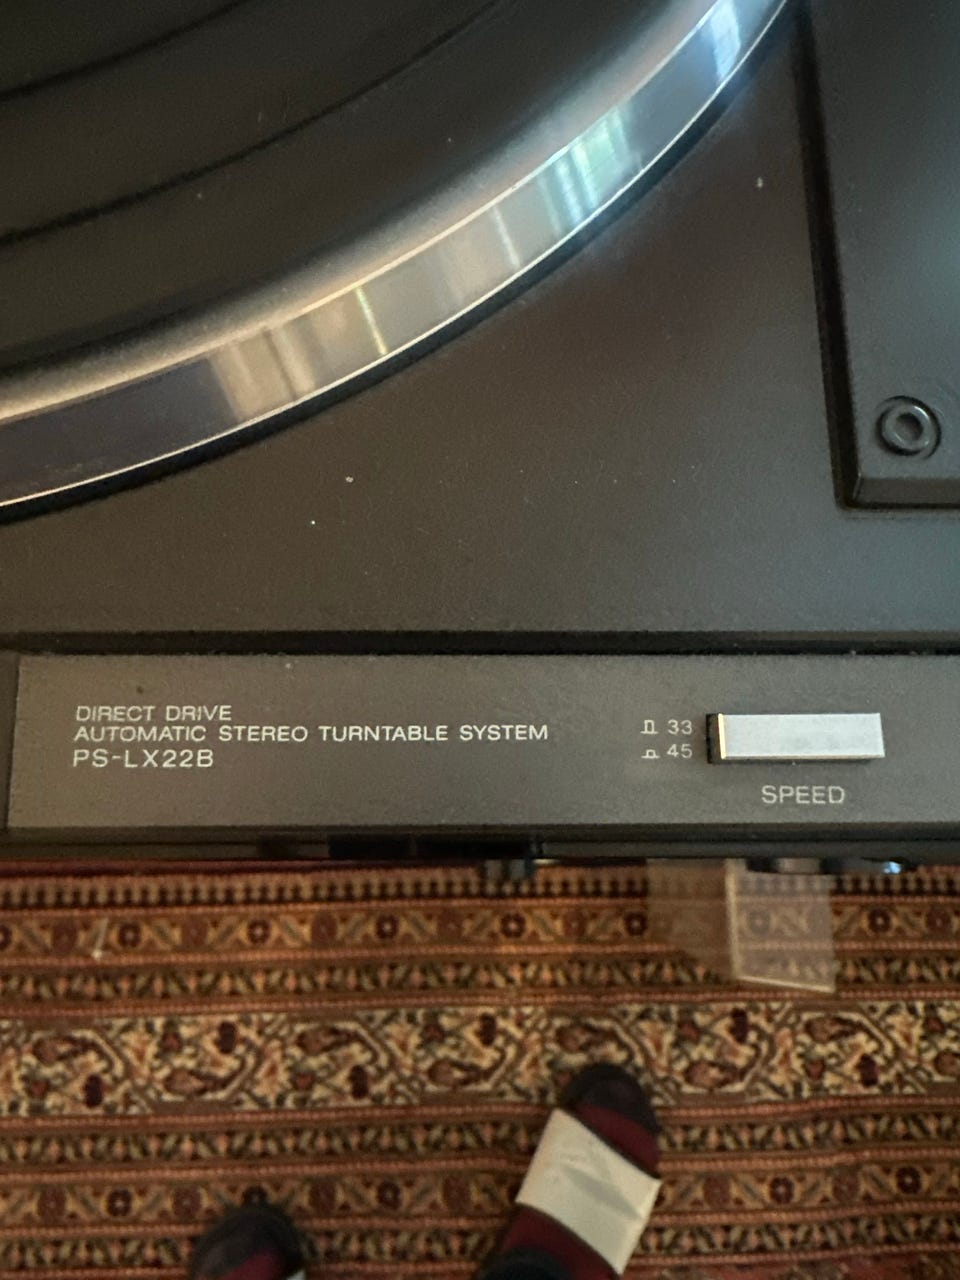 DIRECT DRIVE
AUTOMATIC STEREO TURNTABLE SYSTEM
PS-LX22B
33
45
SPEED